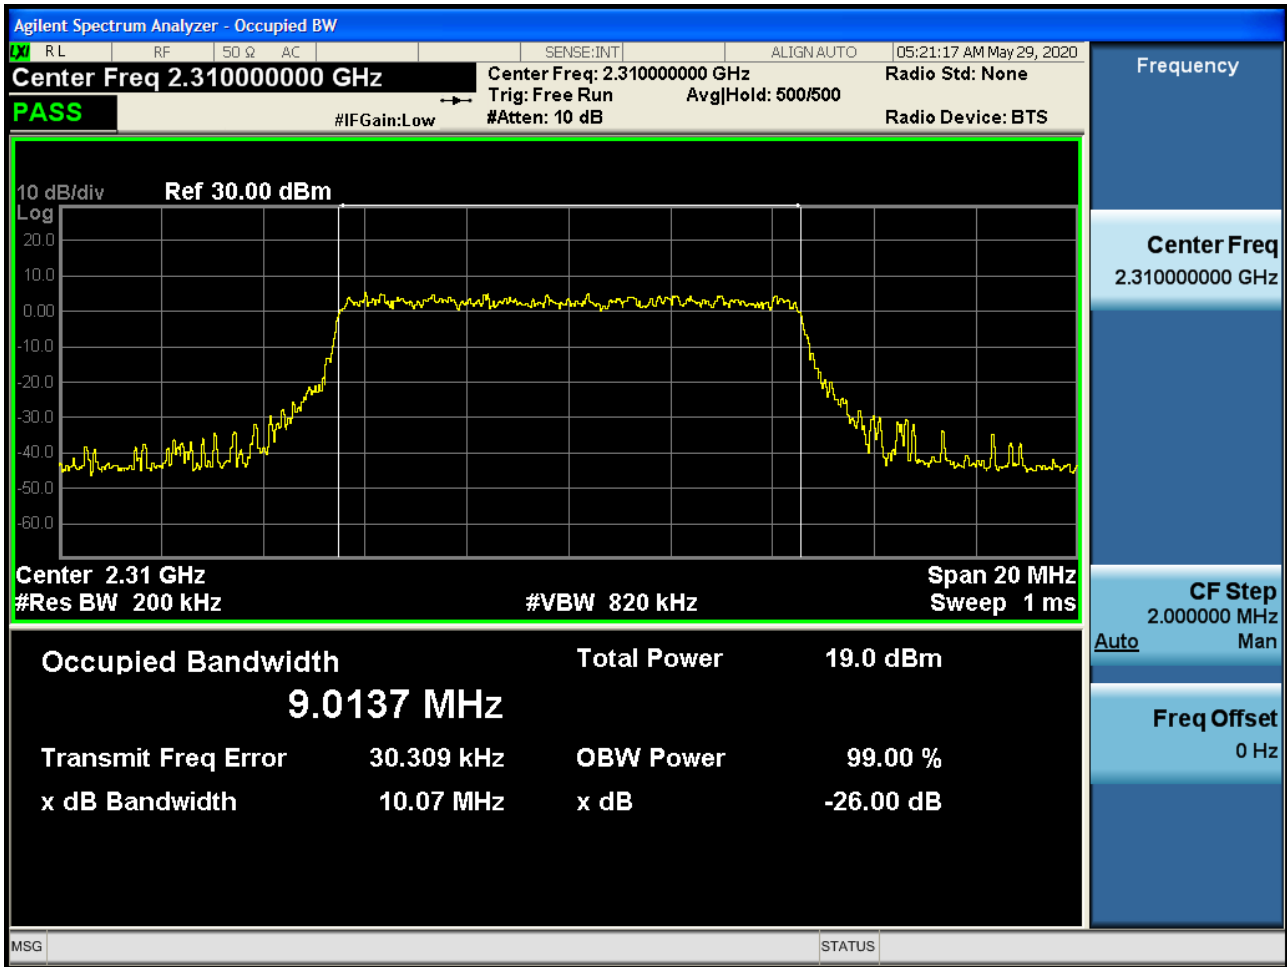 Agilent Spectrum Analyzer - Occupied BW
LXI RL RF 50 Ω AC SENSE:INT ALIGN AUTO 05:21:17 AM May 29, 2020
Center Freq 2.310000000 GHz
Center Freq: 2.310000000 GHz
Radio Std: None
Trig: Free Run Avg|Hold: 500/500
PASS
#IFGain:Low
#Atten: 10 dB
Radio Device: BTS
10 dB/div Ref 30.00 dBm
Log
20.0
10.0
0.00
-10.0
-20.0
-30.0
-40.0
-50.0
-60.0
Center 2.31 GHz Span 20 MHz
#Res BW 200 kHz #VBW 820 kHz Sweep 1 ms
Occupied Bandwidth Total Power 19.0 dBm
9.0137 MHz
Transmit Freq Error 30.309 kHz OBW Power 99.00 %
x dB Bandwidth 10.07 MHz x dB -26.00 dB
MSG STATUS
Frequency
Center Freq
2.310000000 GHz
CF Step
2.000000 MHz
Auto Man
Freq Offset
0 Hz